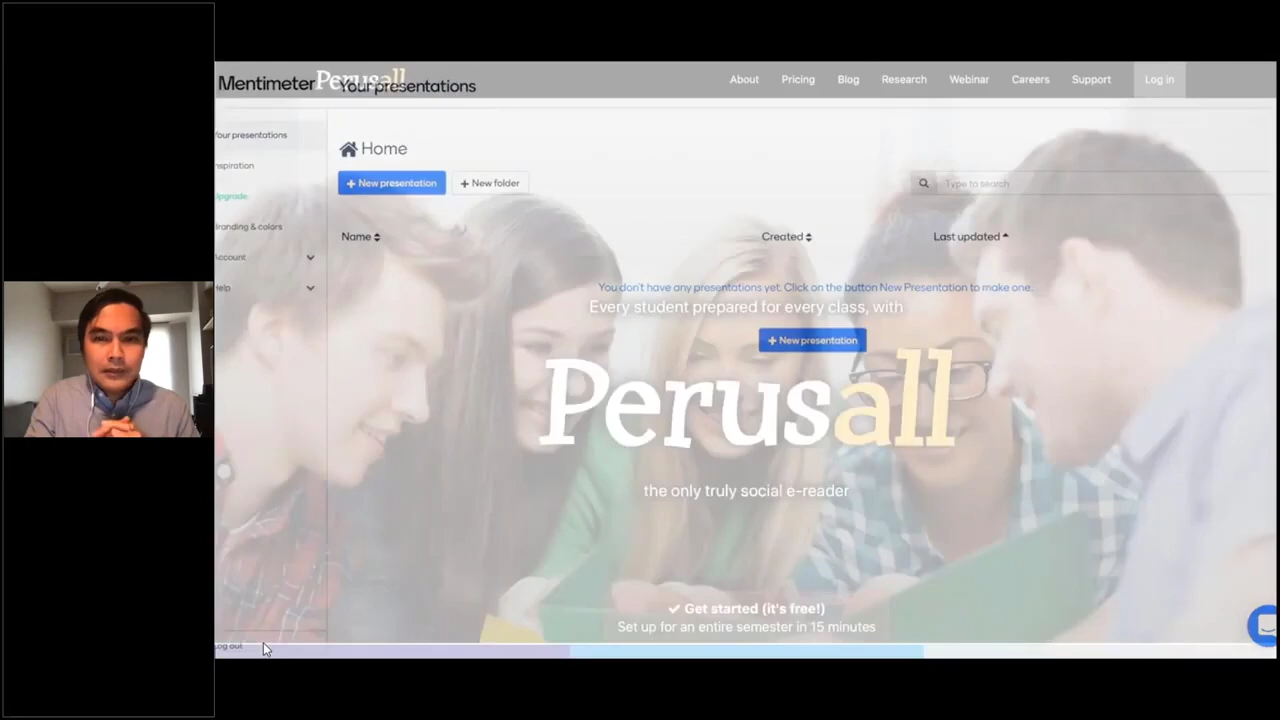 Mentimeter
Perusall
Your presentations
About Pricing Blog Research Webinar Careers Support Log in
Your presentations
nspiration
Upgrade
Branding & colors
Account
Help
Home
+ New presentation
+ New folder
Type to search
Name
Created
Last updated
You don't have any presentations yet. Click on the button New Presentation to make one.
Every student prepared for every class, with
+ New presentation
Perusall
the only truly social e-reader
✓ Get started (it's free!)
Set up for an entire semester in 15 minutes
Log out